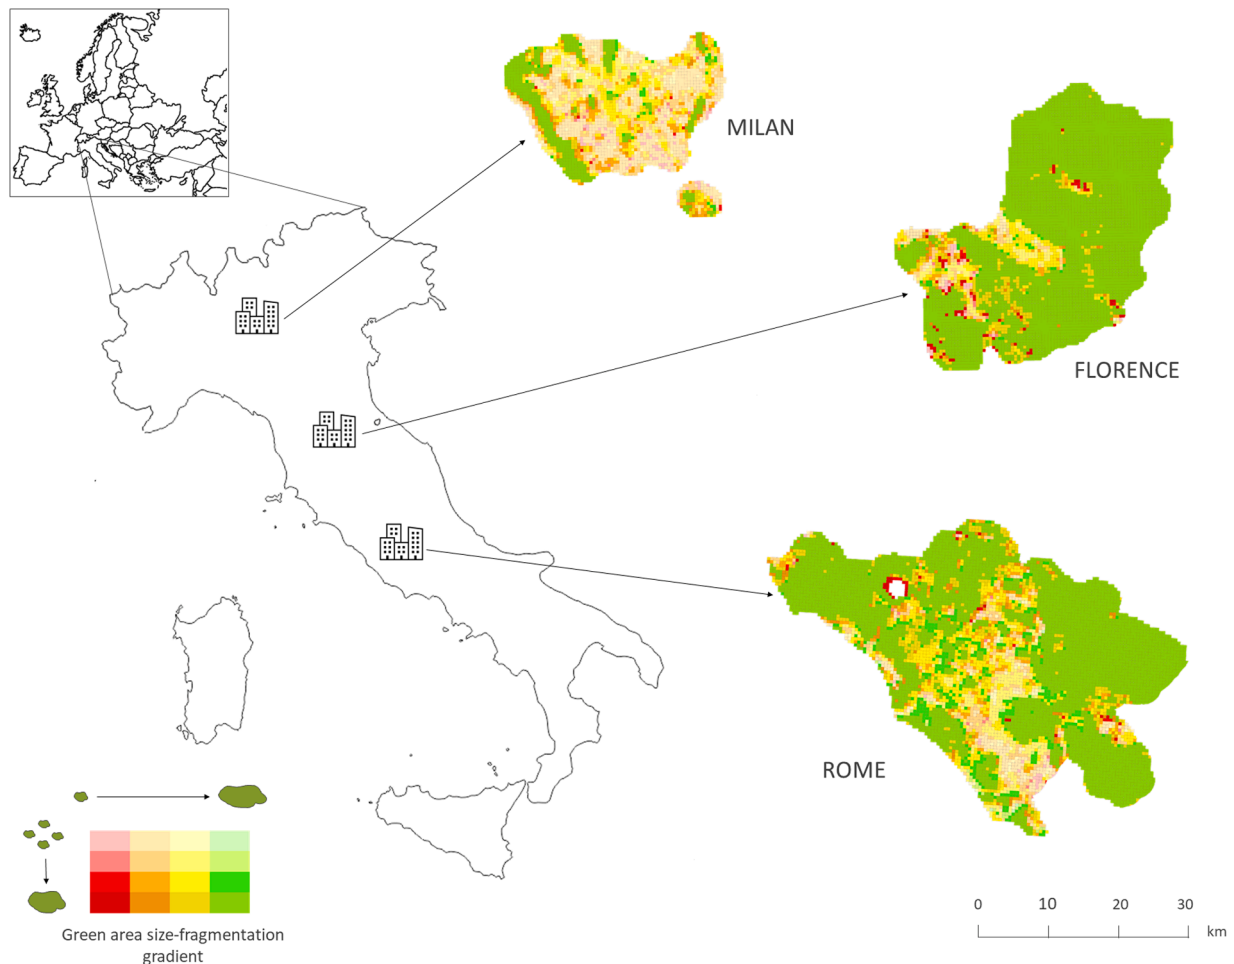 MILAN
FLORENCE
ROME
Green area size-fragmentation
gradient
0 10 20 30
km